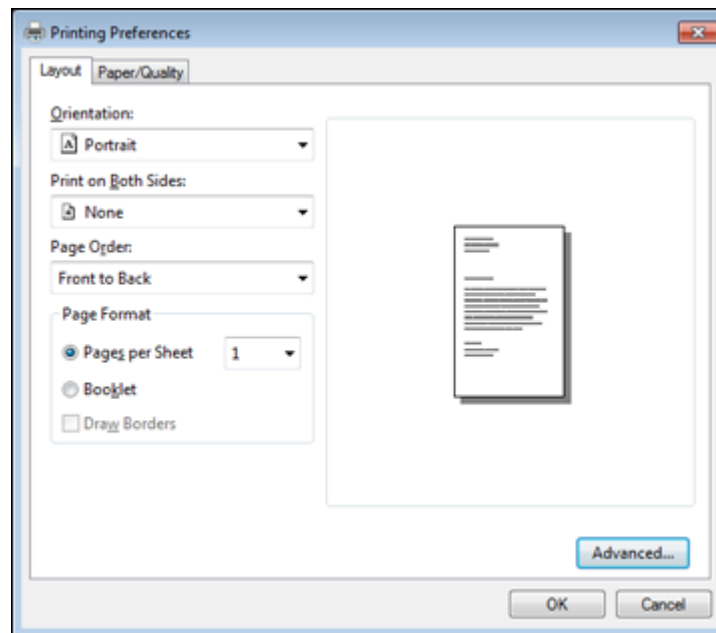 Printing Preferences
Layout Paper/Quality
Orientation:
Portrait
Print on Both Sides:
None
Page Order:
Front to Back
Page Format
Pages per Sheet 1
Booklet
Draw Borders
Advanced...
OK Cancel